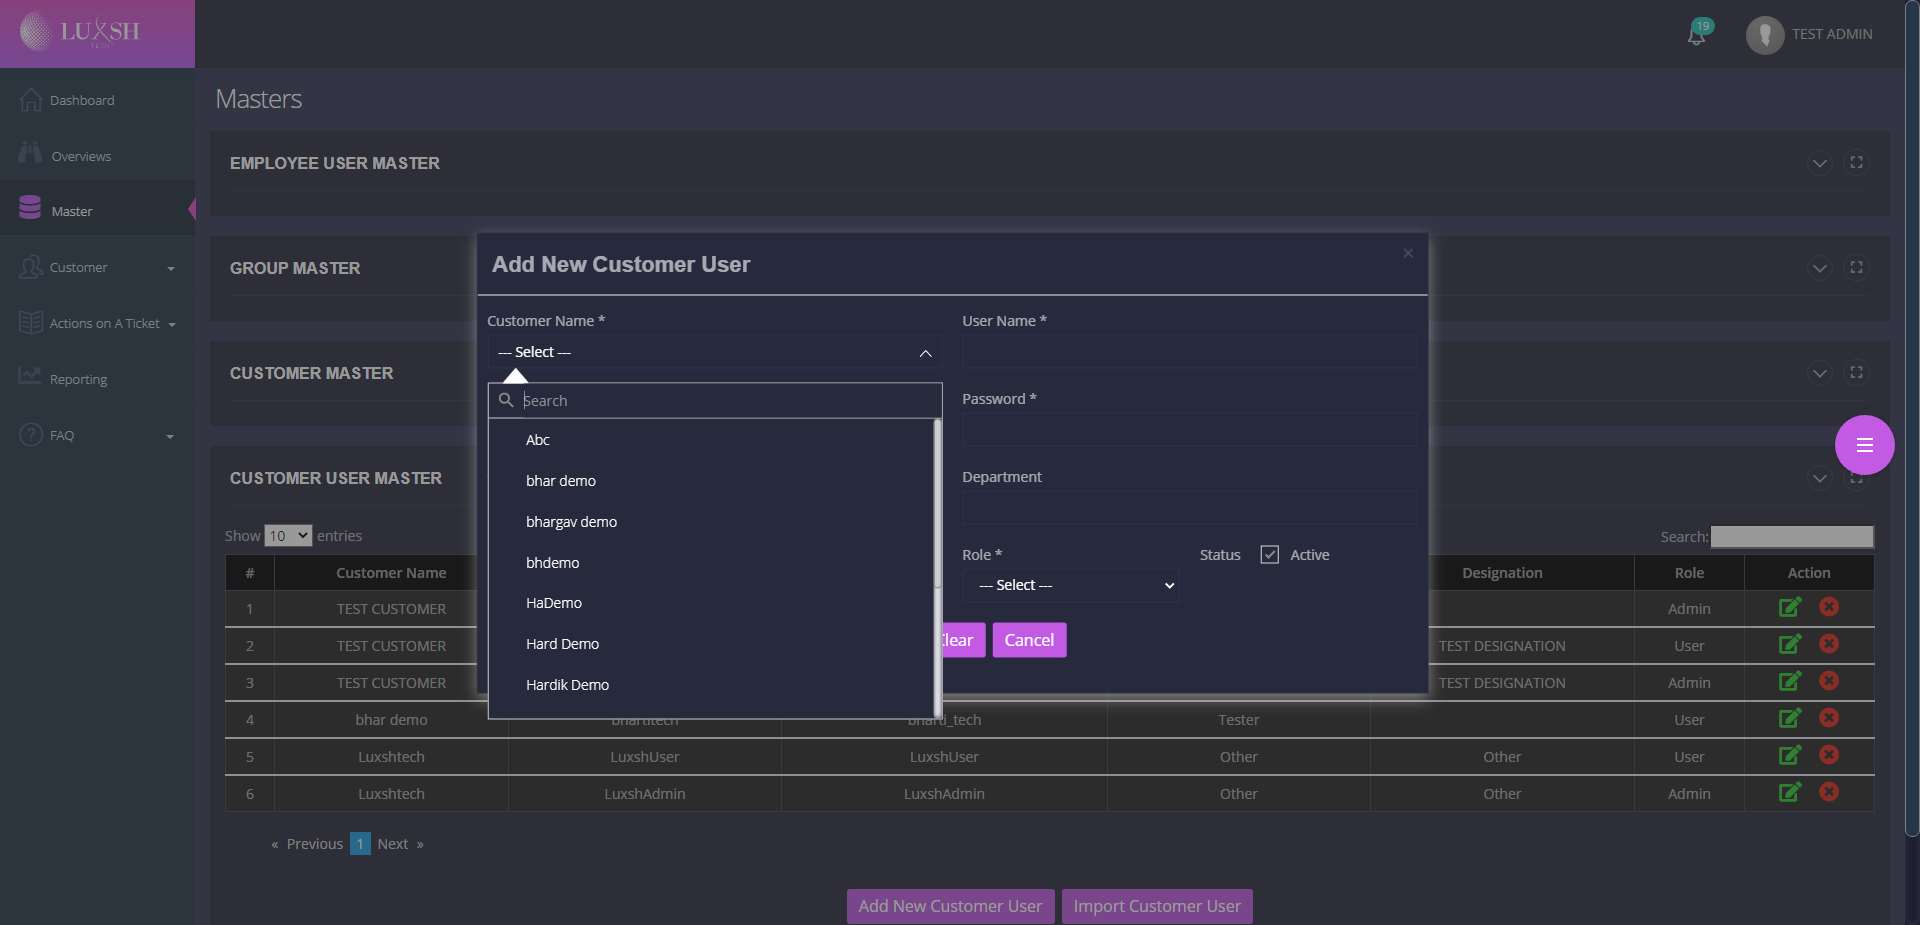 LUXSH
TECH
19
TEST ADMIN
Dashboard
Overviews
Master
Customer
Actions on A Ticket
Reporting
FAQ
Masters
EMPLOYEE USER MASTER
GROUP MASTER
CUSTOMER MASTER
CUSTOMER USER MASTER
Add New Customer User
×
Customer Name *
--- Select ---
Search
Abc
bhar demo
bhargav demo
bhdemo
HaDemo
Hard Demo
Hardik Demo
User Name *
Password *
Department
Role *
--- Select ---
Status
Active
Clear
Cancel
Show 10 entries
Search:
# Customer Name Designation Role Action
1 TEST CUSTOMER Admin
2 TEST CUSTOMER TEST DESIGNATION User
3 TEST CUSTOMER TEST DESIGNATION Admin
4 bhar demo bhartitech bharti_tech Tester User
5 Luxshtech LuxshUser LuxshUser Other Other User
6 Luxshtech LuxshAdmin LuxshAdmin Other Other Admin
« Previous 1 Next »
Add New Customer User
Import Customer User